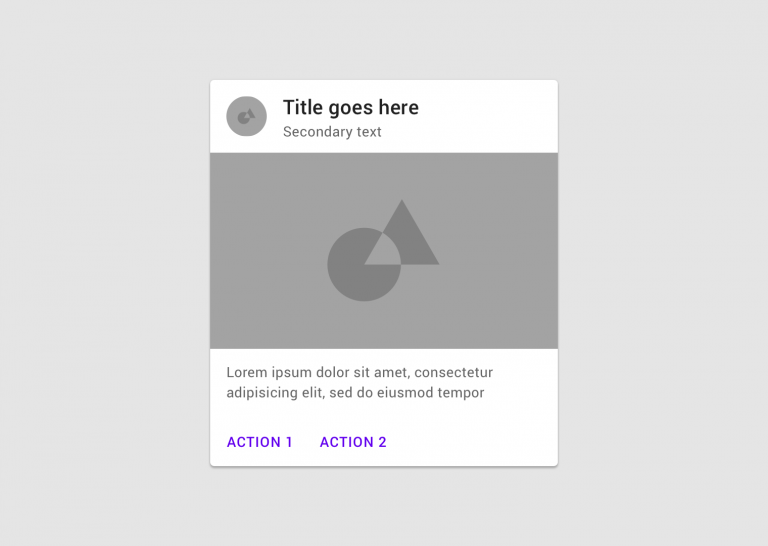 Title goes here
Secondary text
Lorem ipsum dolor sit amet, consectetur
adipisicing elit, sed do eiusmod tempor
ACTION 1 ACTION 2